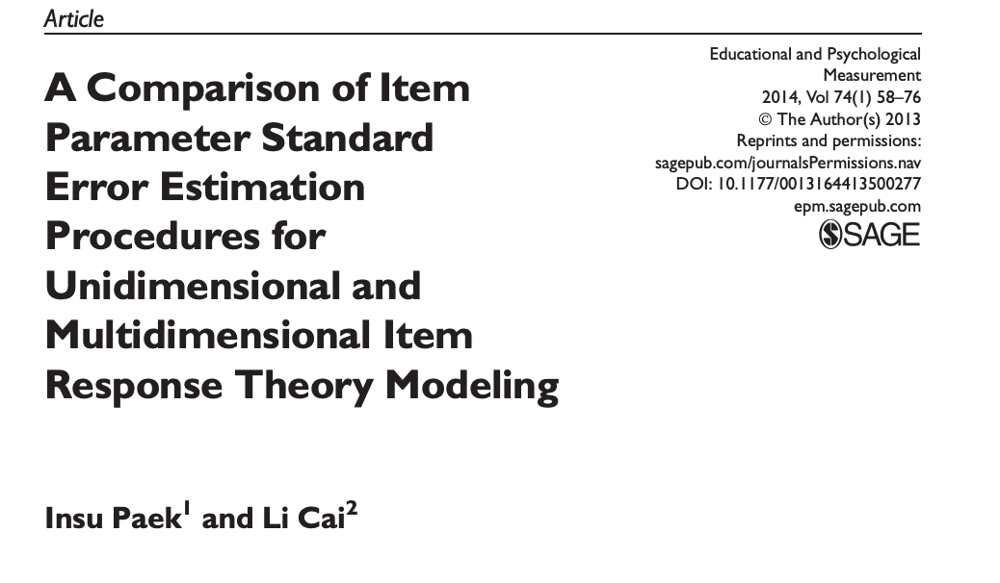 Article
A Comparison of Item
Parameter Standard
Error Estimation
Procedures for
Unidimensional and
Multidimensional Item
Response Theory Modeling
Educational and Psychological
Measurement
2014, Vol 74(1) 58–76
© The Author(s) 2013
Reprints and permissions:
sagepub.com/journalsPermissions.nav
DOI: 10.1177/0013164413500277
epm.sagepub.com
SAGE
Insu Paek1 and Li Cai2